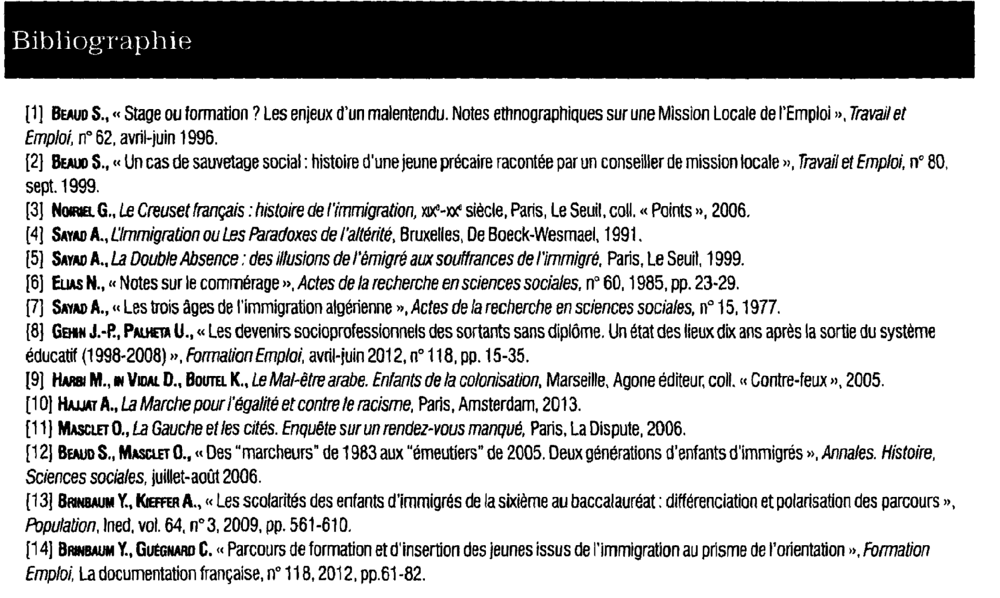 Bibliographie
[1] BEAUD S., « Stage ou formation ? Les enjeux d'un malentendu. Notes ethnographiques sur une Mission Locale de l'Emploi », Travail et
Emploi, n° 62, avril-juin 1996.
[2] BEAUD S., « Un cas de sauvetage social : histoire d'une jeune précaire racontée par un conseiller de mission locale », Travail et Emploi, n° 80,
sept. 1999.
[3] NOIRIEL G., Le Creuset français : histoire de l'immigration, XIXe-XXe siècle, Paris, Le Seuil, coll. « Points », 2006.
[4] SAYAD A., L'Immigration ou Les Paradoxes de l'altérité, Bruxelles, De Boeck-Wesmael, 1991.
[5] SAYAD A., La Double Absence : des illusions de l'émigré aux souffrances de l'immigré, Paris, Le Seuil, 1999.
[6] ELIAS N., « Notes sur le commérage », Actes de la recherche en sciences sociales, n° 60, 1985, pp. 23-29.
[7] SAYAD A., « Les trois âges de l'immigration algérienne », Actes de la recherche en sciences sociales, n° 15, 1977.
[8] GEHIN J.-P., PALHETA U., « Les devenirs socioprofessionnels des sortants sans diplôme. Un état des lieux dix ans après la sortie du système
éducatif (1998-2008) », Formation Emploi, avril-juin 2012, n° 118, pp. 15-35.
[9] HARBI M., IN VIDAL D., BOUTEL K., Le Mal-être arabe. Enfants de la colonisation, Marseille, Agone éditeur, coll. « Contre-feux », 2005.
[10] HAJJAT A., La Marche pour l'égalité et contre le racisme, Paris, Amsterdam, 2013.
[11] MASCLET O., La Gauche et les cités. Enquête sur un rendez-vous manqué, Paris, La Dispute, 2006.
[12] BEAUD S., MASCLET O., « Des "marcheurs" de 1983 aux "émeutiers" de 2005. Deux générations d'enfants d'immigrés », Annales. Histoire,
Sciences sociales, juillet-août 2006.
[13] BRINBAUM Y., KIEFFER A., « Les scolarités des enfants d'immigrés de la sixième au baccalauréat : différenciation et polarisation des parcours »,
Population, Ined, vol. 64, n° 3, 2009, pp. 561-610.
[14] BRINBAUM Y., GUÉGNARD C. « Parcours de formation et d'insertion des jeunes issus de l'immigration au prisme de l'orientation », Formation
Emploi, La documentation française, n° 118, 2012, pp.61-82.